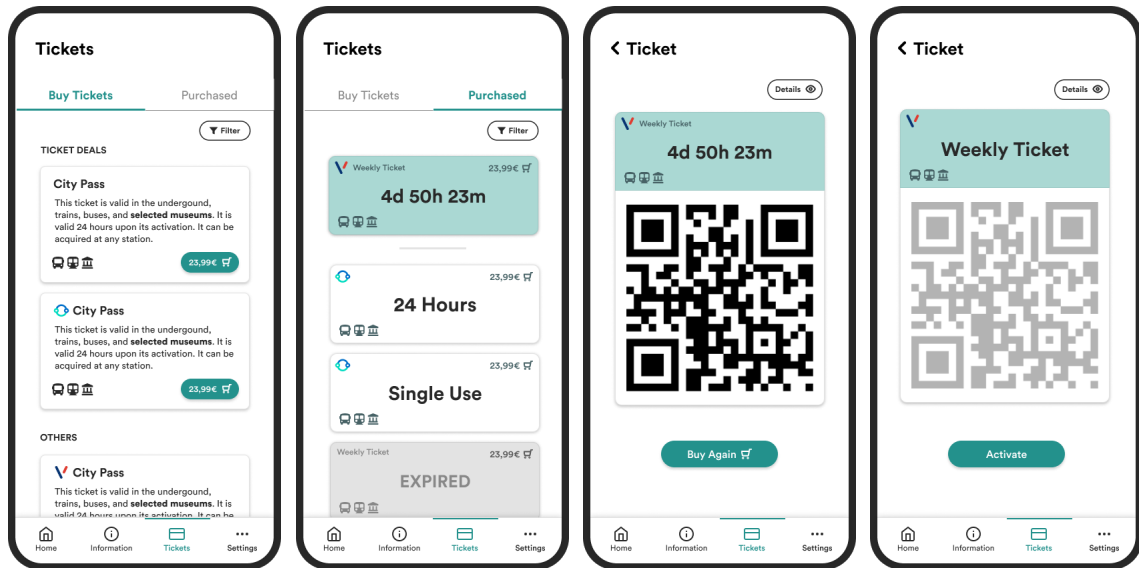 Tickets
Buy Tickets Purchased
Filter
TICKET DEALS
City Pass
This ticket is valid in the undergound,
trains, buses, and selected museums. It is
valid 24 hours upon its activation. It can be
acquired at any station.
23,99€
City Pass
This ticket is valid in the undergound,
trains, buses, and selected museums. It is
valid 24 hours upon its activation. It can be
acquired at any station.
23,99€
OTHERS
City Pass
This ticket is valid in the undergound,
trains, buses, and selected museums. It is
valid 24 hours upon its activation. It can be
Home Information Tickets Settings
Tickets
Buy Tickets Purchased
Filter
Weekly Ticket 23,99€
4d 50h 23m
23,99€
24 Hours
23,99€
Single Use
Weekly Ticket 23,99€
EXPIRED
Home Information Tickets Settings
Ticket
Details
Weekly Ticket
4d 50h 23m
Buy Again
Home Information Tickets Settings
Ticket
Details
Weekly Ticket
Activate
Home Information Tickets Settings